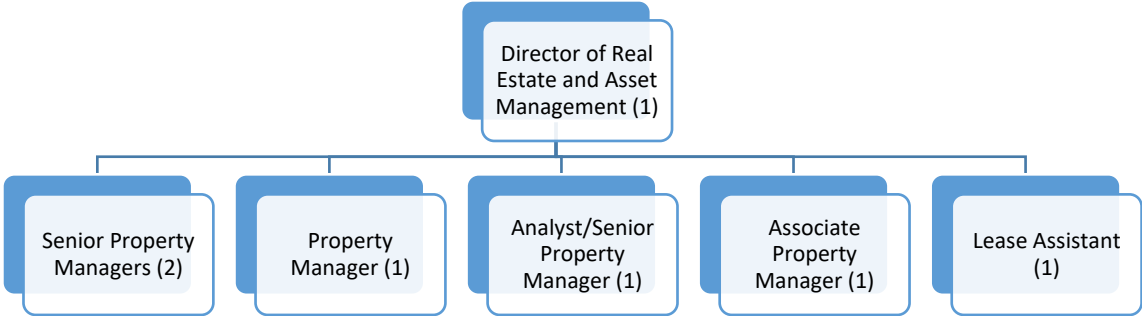 Director of Real
Estate and Asset
Management (1)
Senior Property
Managers (2)
Property
Manager (1)
Analyst/Senior
Property
Manager (1)
Associate
Property
Manager (1)
Lease Assistant
(1)